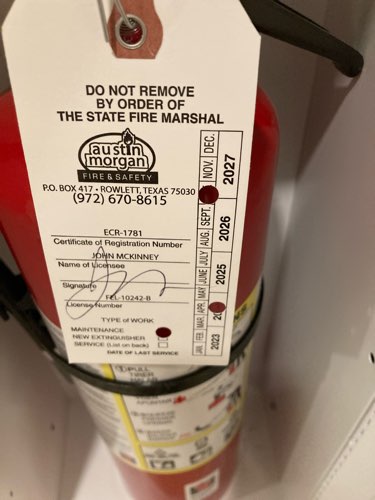 DO NOT REMOVE
BY ORDER OF
THE STATE FIRE MARSHAL
austin
morgan
FIRE & SAFETY
P.O. BOX 417 • ROWLETT, TEXAS 75030
(972) 670-8615
ECR-1781
Certificate of Registration Number
JOHN MCKINNEY
Name of Licensee
Signature
FEL-10242-B
License Number
TYPE OF WORK
MAINTENANCE
NEW EXTINGUISHER
SERVICE (List on back)
DATE OF LAST SERVICE
JAN. FEB. MAR. APR. MAY JUNE JULY AUG. SEPT. NOV. DEC.
2023 20 2025 2026 2027
PULL